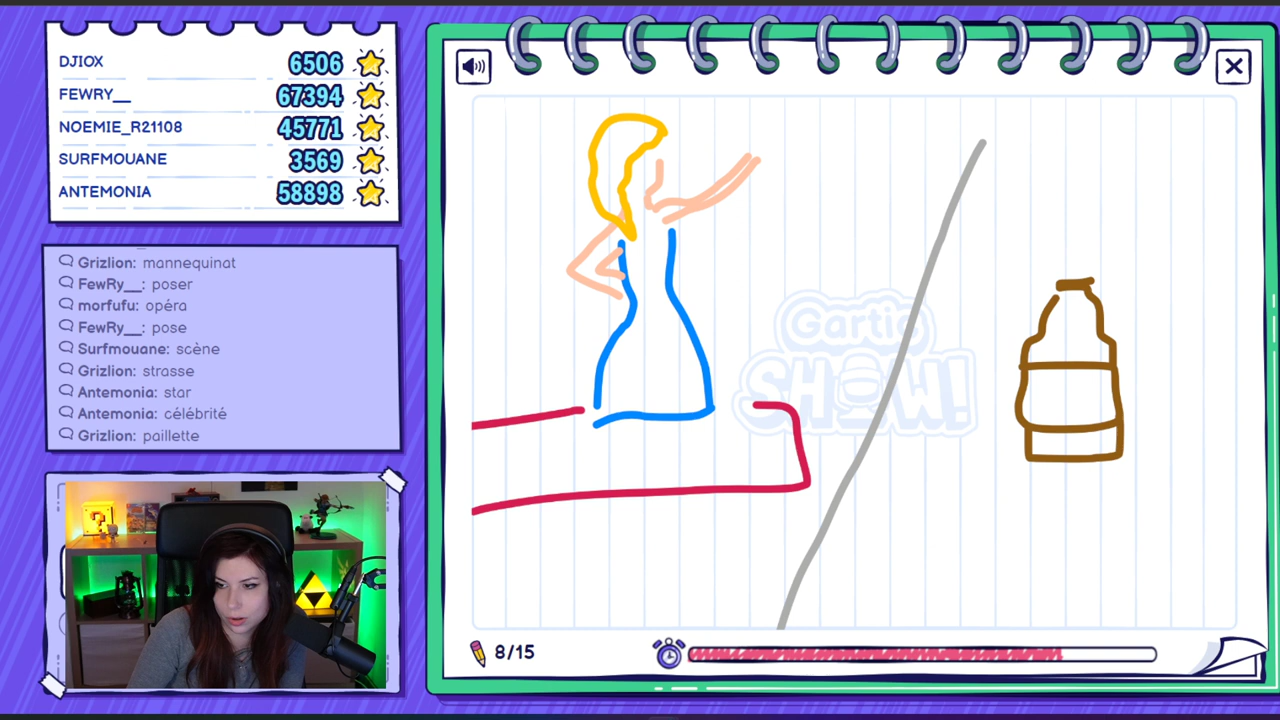 DJIOX 6506
FEWRY__ 67394
NOEMIE_R21108 45771
SURFMOUANE 3569
ANTEMONIA 58898
Grizlion: mannequinat
FewRy__: poser
morfufu: opéra
FewRy__: pose
Surfmouane: scène
Grizlion: strasse
Antemonia: star
Antemonia: célébrité
Grizlion: paillette
Gartic
SHOW!
8/15